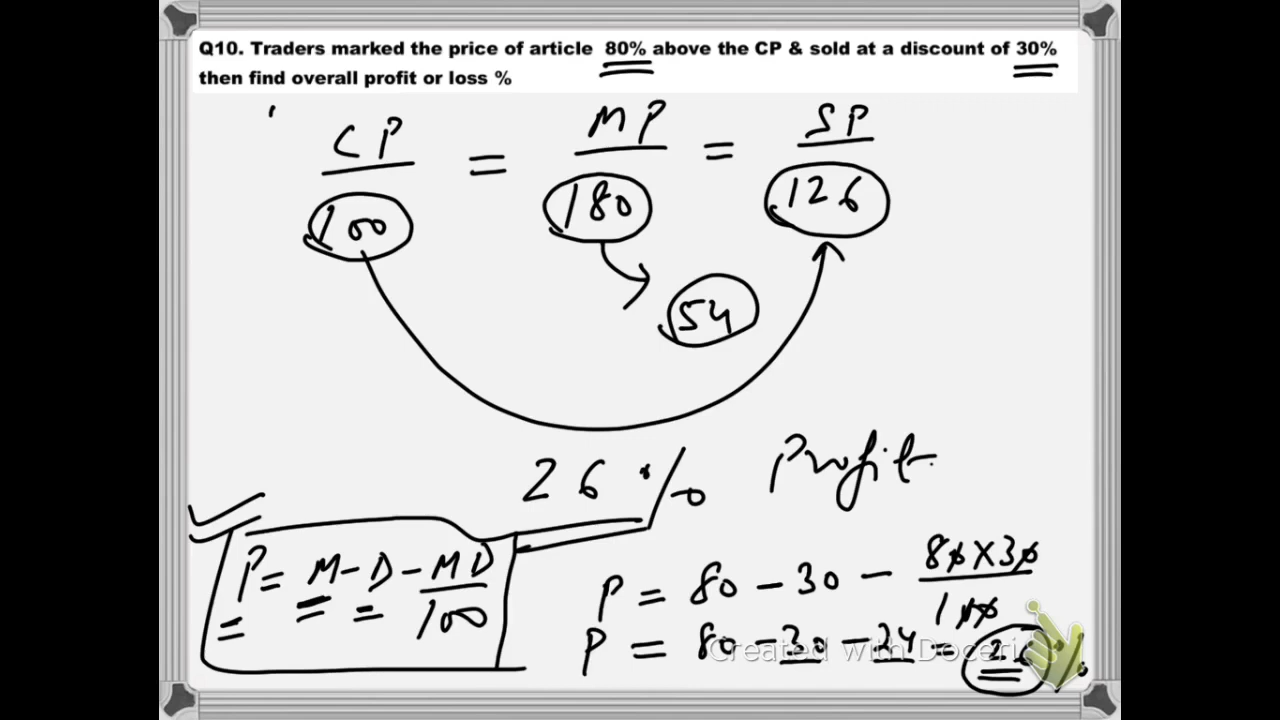 Q10. Traders marked the price of article 80% above the CP & sold at a discount of 30%
then find overall profit or loss %
CP = MP = SP
100 180 126
54
26 % Profit
P = M - D - MD/100
P = 80 - 30 - 80 X 30/100
P = 80 - 30 - 24 = 26 %
Created with Doceri